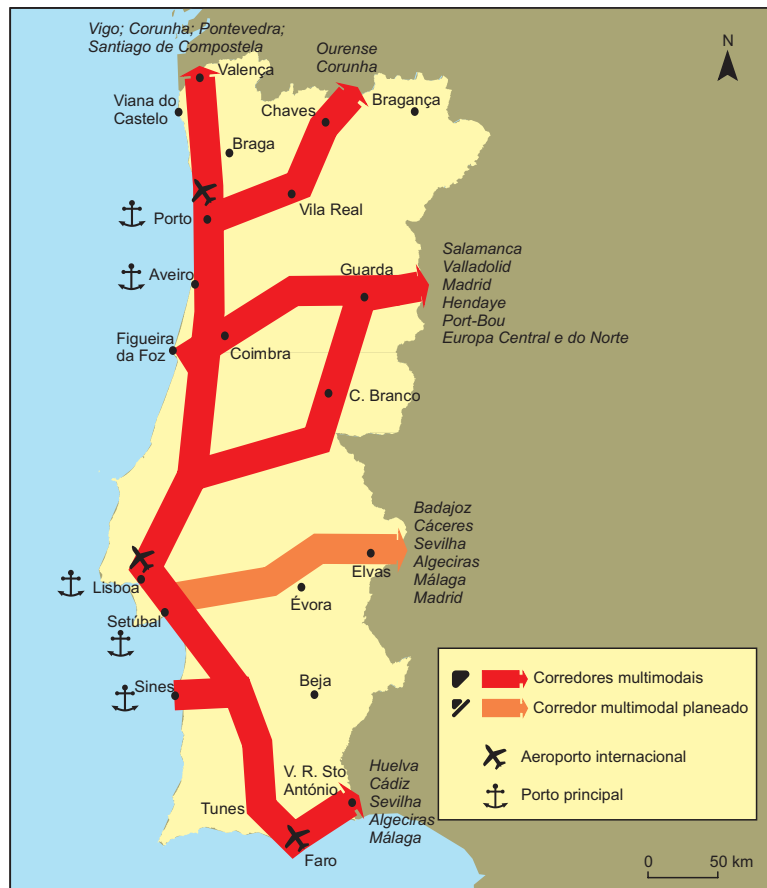 Vigo; Corunha; Pontevedra;
Santiago de Compostela
Ourense
Corunha
N
Valença
Viana do
Castelo
Chaves
Bragança
Braga
Vila Real
Porto
Aveiro
Guarda
Salamanca
Valladolid
Madrid
Hendaye
Port-Bou
Europa Central e do Norte
Figueira
da Foz
Coimbra
C. Branco
Badajoz
Cáceres
Sevilha
Algeciras
Málaga
Madrid
Elvas
Lisboa
Évora
Setúbal
Sines
Beja
Corredores multimodais
Corredor multimodal planeado
Aeroporto internacional
Porto principal
V. R. Sto
António
Huelva
Cádiz
Sevilha
Algeciras
Málaga
Tunes
Faro
0 50 km